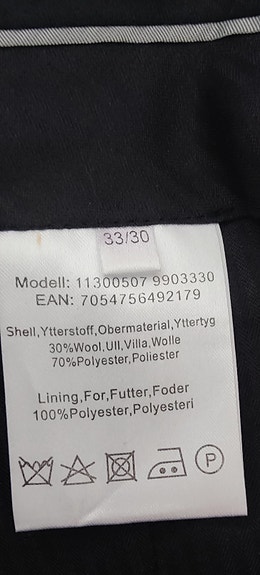 33/30
Modell: 11300507 9903330
EAN: 7054756492179
Shell,Ytterstoff,Obermaterial,Yttertyg
30%Wool,Ull,Villa,Wolle
70%Polyester,Poliester
Lining,For,Futter,Foder
100%Polyester,Polyesteri
P